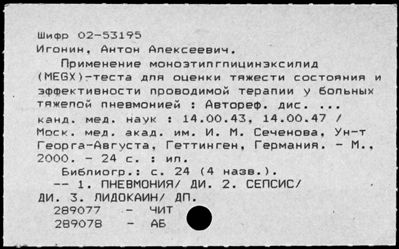 Шифр 02-53195
Игонин, Антон Алексеевич.
Применение моноэтилглицинэксилид
(MEGX)-теста для оценки тяжести состояния и
эффективности проводимой терапии у больных
тяжелой пневмонией : Автореф. дис. ...
канд. мед. наук : 14.00.43, 14.00.47 /
Моск. мед. акад. им. И. М. Сеченова, Ун-т
Георга-Августа, Геттинген, Германия. - М.,
2000. - 24 с. : ил.
Библиогр.: с. 24 (4 назв.).
-- 1. ПНЕВМОНИЯ/ ДИ. 2. СЕПСИС/
ДИ. 3. ЛИДОКАИН/ ДП.
289077 - ЧИТ
289078 - АБ